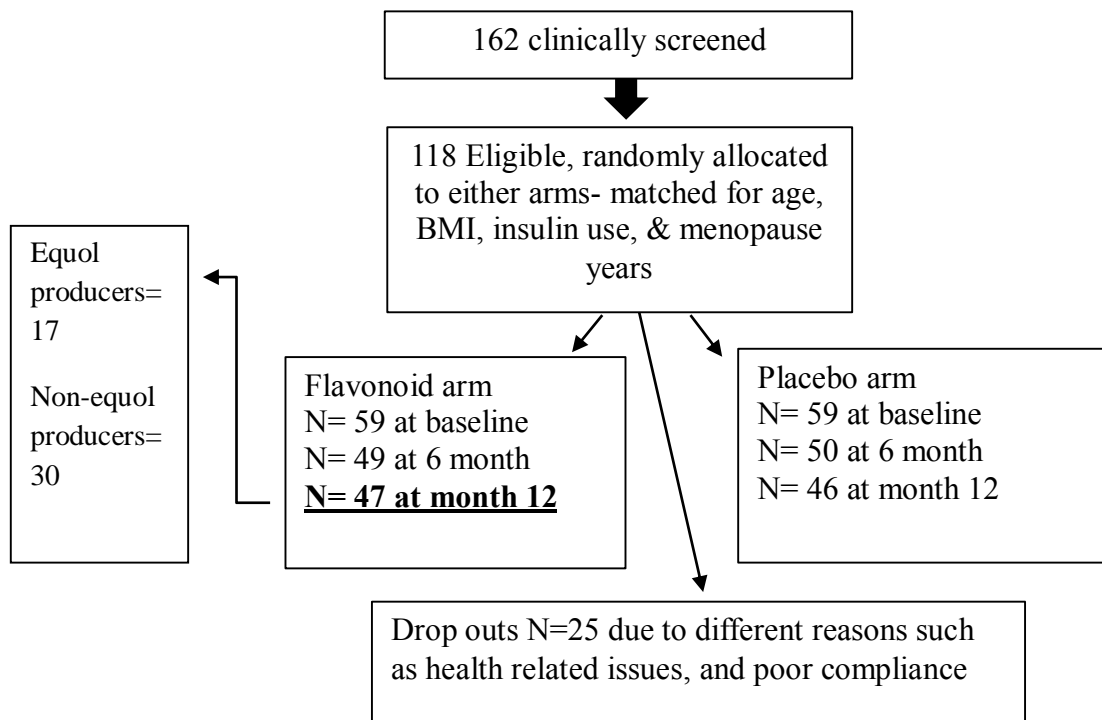 162 clinically screened
118 Eligible, randomly allocated
to either arms- matched for age,
BMI, insulin use, & menopause
years
Equol
producers=
17
Non-equol
producers=
30
Flavonoid arm
N= 59 at baseline
N= 49 at 6 month
N= 47 at month 12
Placebo arm
N= 59 at baseline
N= 50 at 6 month
N= 46 at month 12
Drop outs N=25 due to different reasons such
as health related issues, and poor compliance